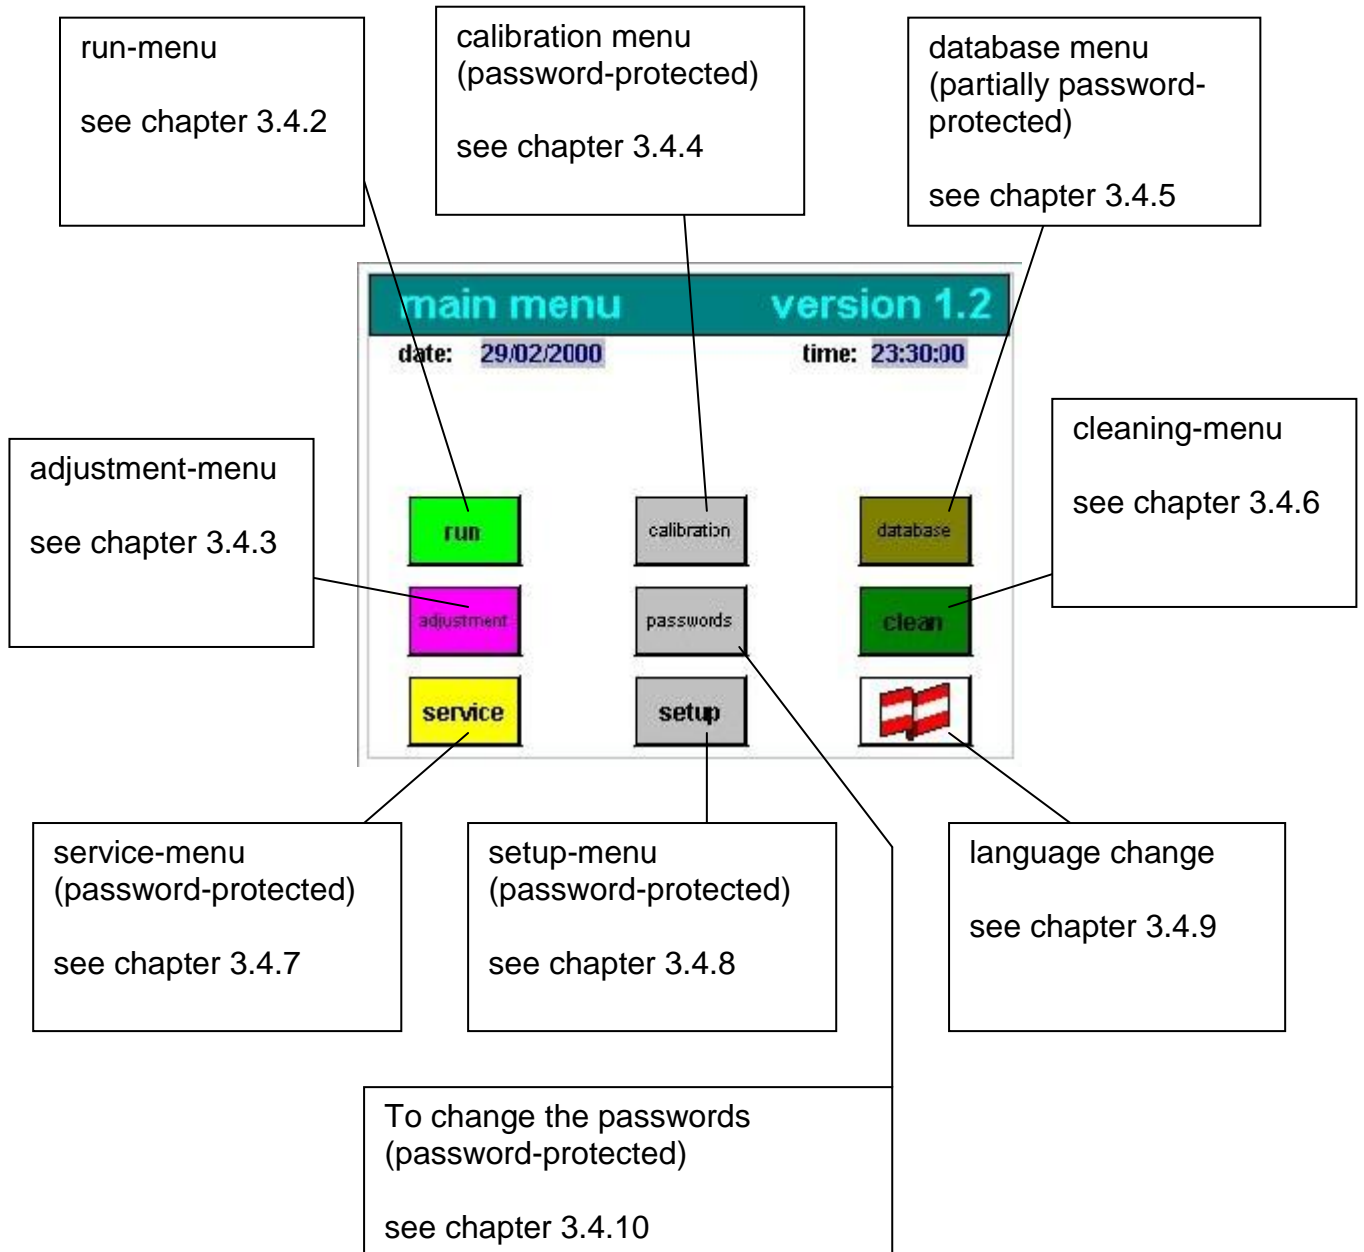 run-menu
see chapter 3.4.2
calibration menu
(password-protected)
see chapter 3.4.4
database menu
(partially password-
protected)
see chapter 3.4.5
main menu version 1.2
date: 29/02/2000 time: 23:30:00
adjustment-menu
see chapter 3.4.3
cleaning-menu
see chapter 3.4.6
run calibration database
adjustment passwords clean
service setup
service-menu
(password-protected)
see chapter 3.4.7
setup-menu
(password-protected)
see chapter 3.4.8
language change
see chapter 3.4.9
To change the passwords
(password-protected)
see chapter 3.4.10